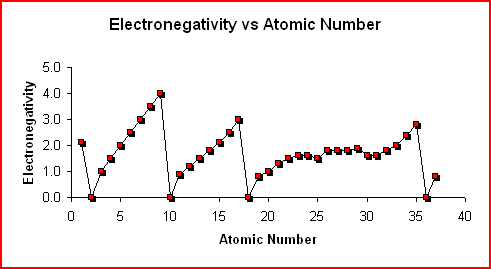 Electronegativity vs Atomic Number
5.0
4.0
3.0
2.0
1.0
0.0
Electronegativity
0 5 10 15 20 25 30 35 40
Atomic Number